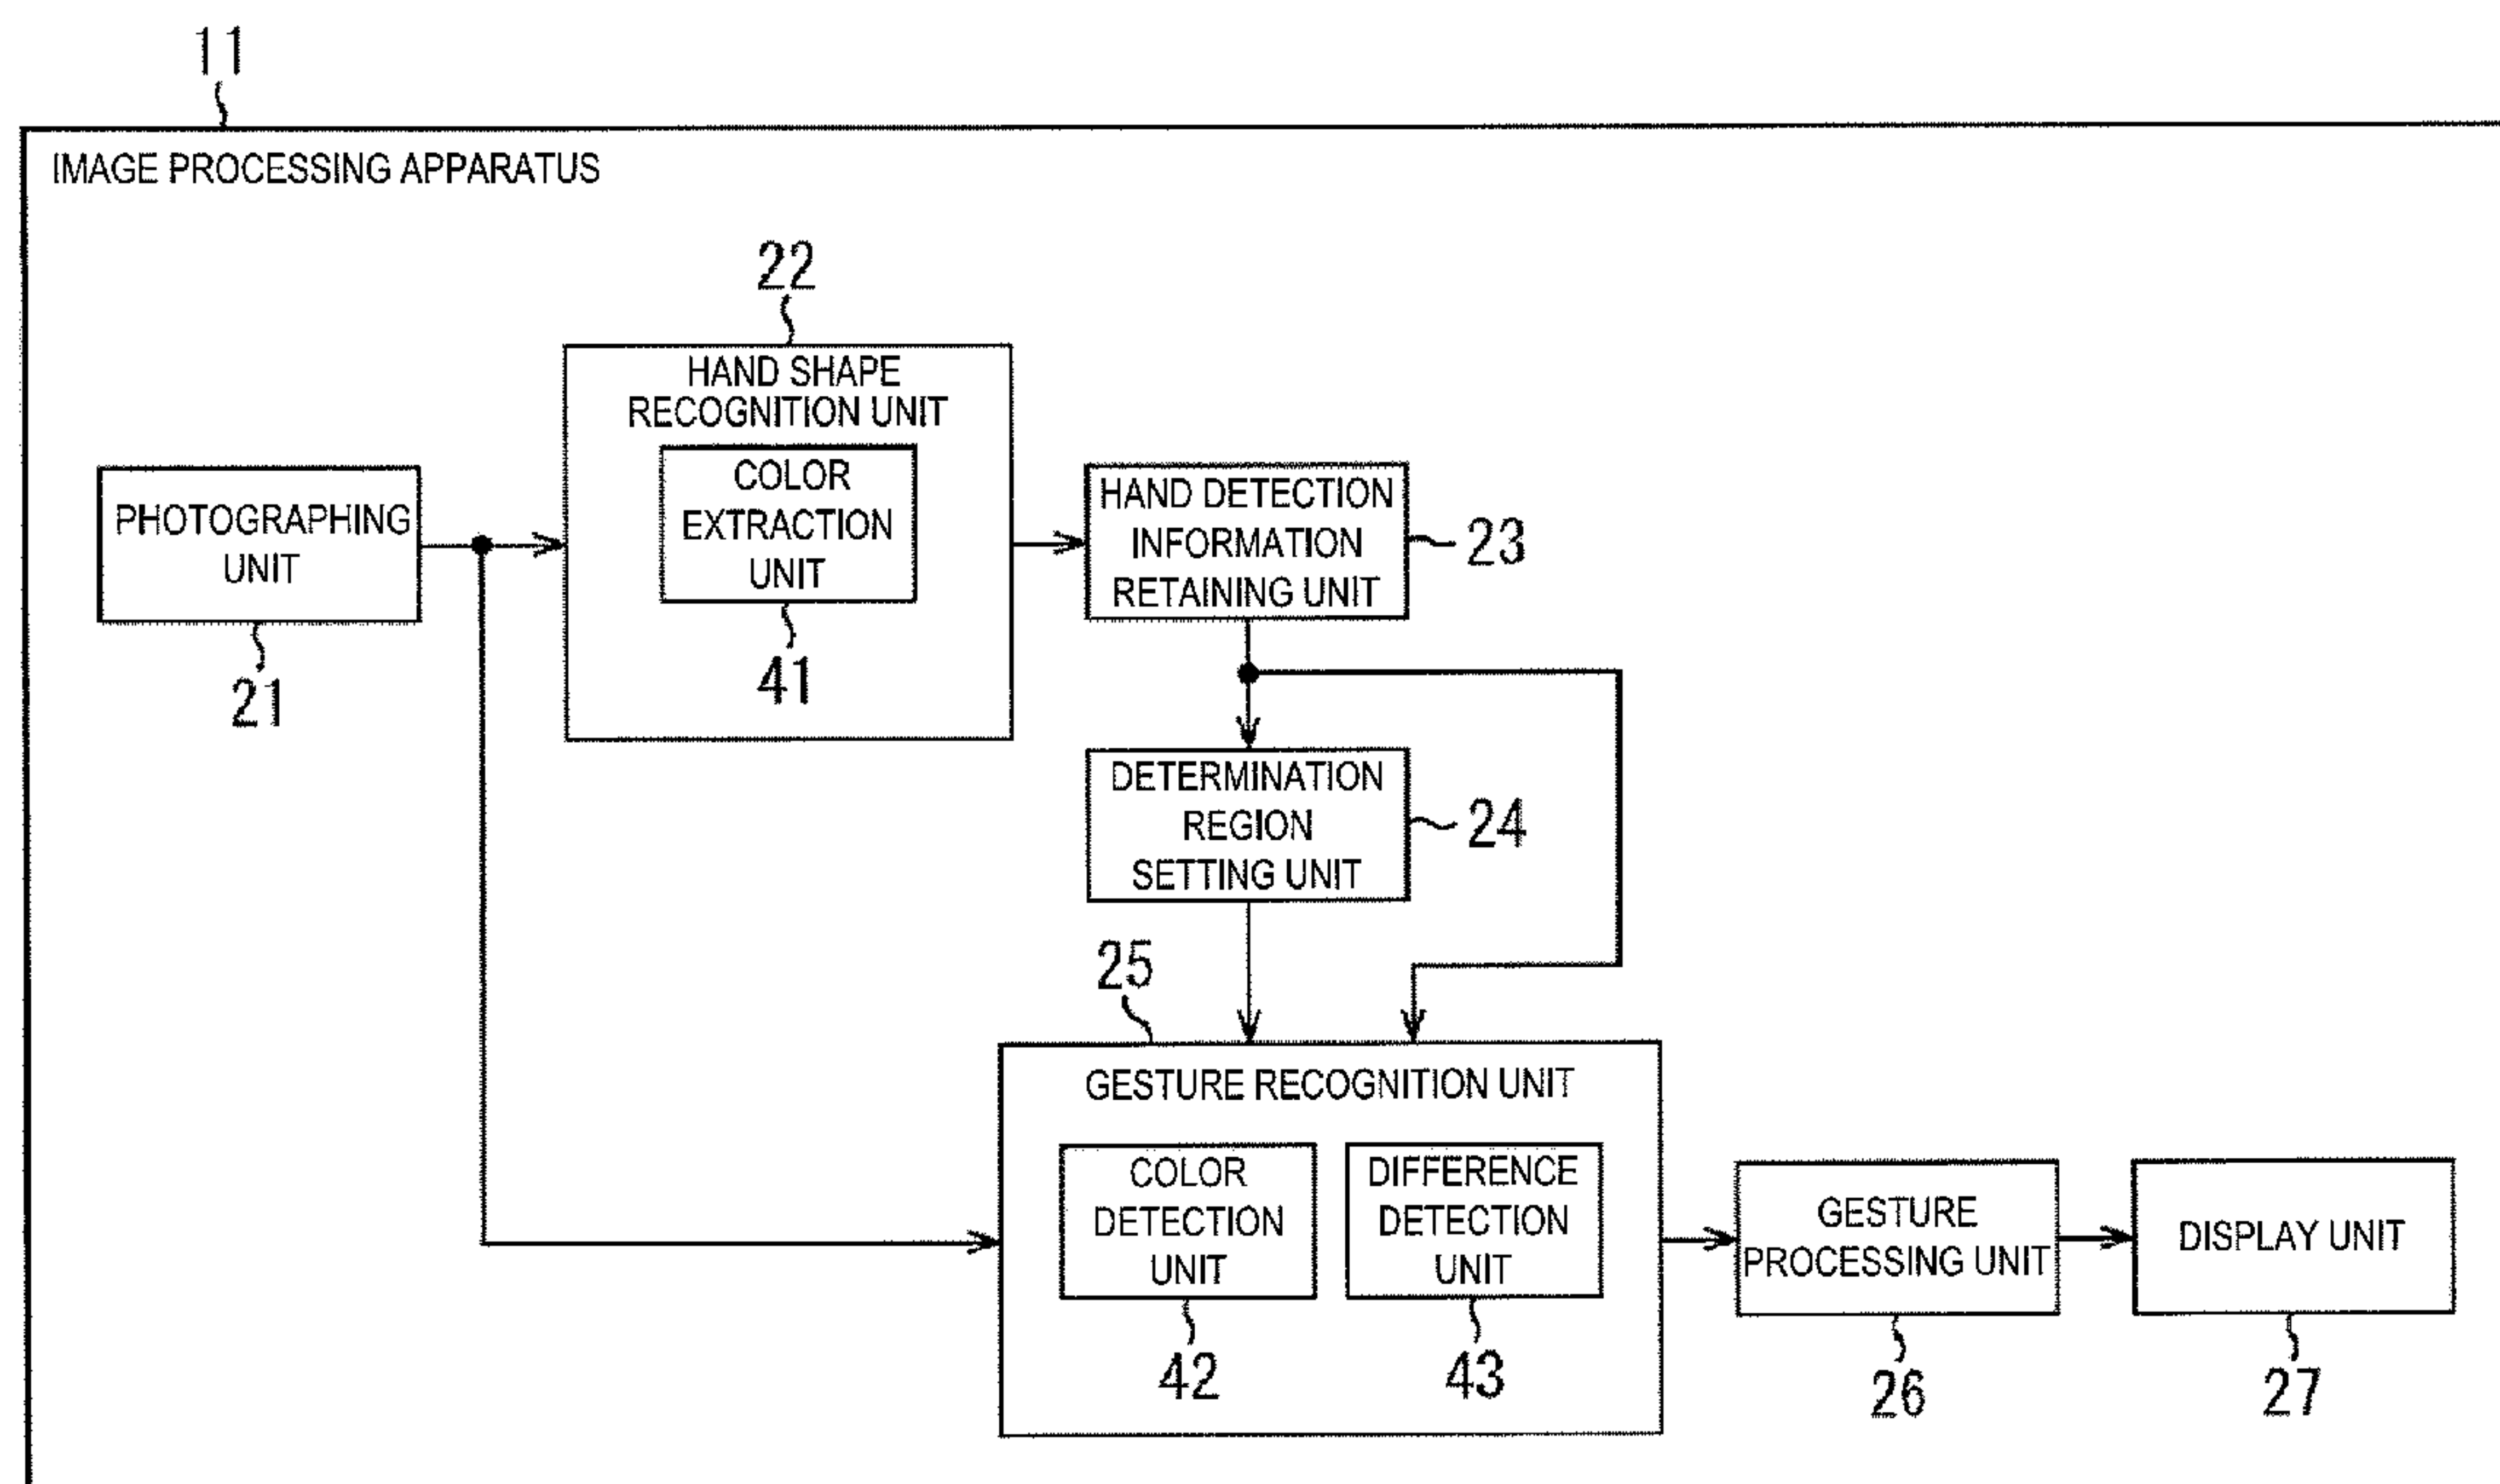 11
IMAGE PROCESSING APPARATUS
22
HAND SHAPE
RECOGNITION UNIT
COLOR
EXTRACTION
UNIT
41
PHOTOGRAPHING
UNIT
21
HAND DETECTION
INFORMATION
RETAINING UNIT
23
DETERMINATION
REGION
SETTING UNIT
24
25
GESTURE RECOGNITION UNIT
COLOR
DETECTION
UNIT
42
DIFFERENCE
DETECTION
UNIT
43
GESTURE
PROCESSING UNIT
26
DISPLAY UNIT
27